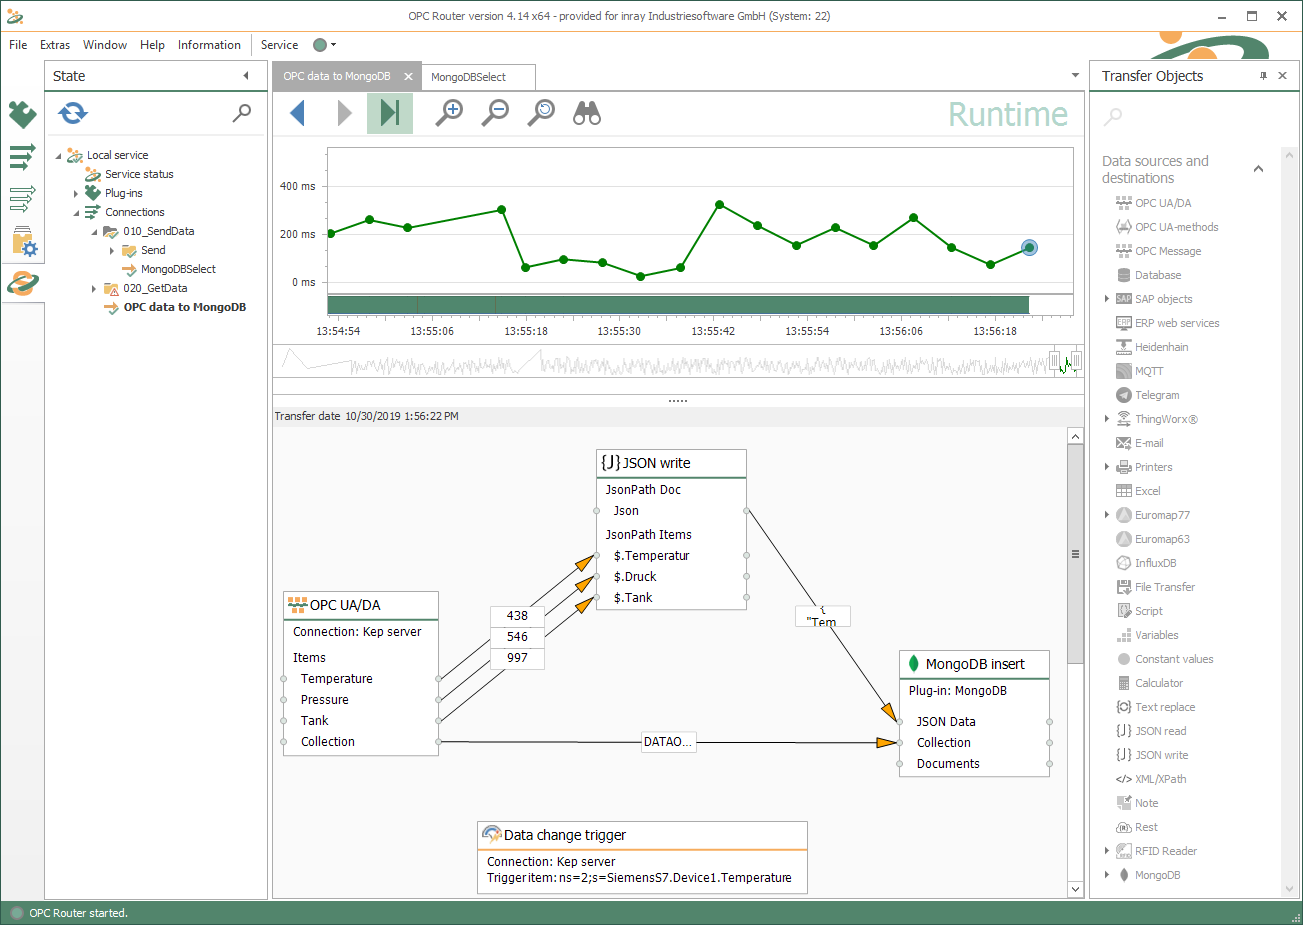 OPC Router version 4.14 x64 - provided for inray Industriesoftware GmbH (System: 22)
File Extras Window Help Information Service
State
Local service
Service status
Plug-ins
Connections
010_SendData
Send
MongoDBSelect
020_GetData
OPC data to MongoDB
OPC data to MongoDB MongoDBSelect
Runtime
400 ms
200 ms
0 ms
13:54:54 13:55:06 13:55:18 13:55:30 13:55:42 13:55:54 13:56:06 13:56:18
Transfer date 10/30/2019 1:56:22 PM
{J} JSON write
JsonPath Doc
Json
JsonPath Items
$.Temperatur
$.Druck
$.Tank
OPC UA/DA
Connection: Kep server
Items
Temperature
Pressure
Tank
Collection
438
546
997
{
"Tem
DATAO...
MongoDB insert
Plug-in: MongoDB
JSON Data
Collection
Documents
Data change trigger
Connection: Kep server
Triggeritem: ns=2;s=SiemensS7.Device1.Temperature
Transfer Objects
Data sources and
destinations
OPC UA/DA
OPC UA-methods
OPC Message
Database
SAP SAP objects
ERP ERP web services
Heidenhain
MQTT
Telegram
ThingWorx®
E-mail
Printers
Excel
Euromap77
Euromap63
InfluxDB
File Transfer
Script
Variables
Constant values
Calculator
Text replace
{J} JSON read
{J} JSON write
</> XML/XPath
Note
Rest
RFID Reader
MongoDB
OPC Router started.